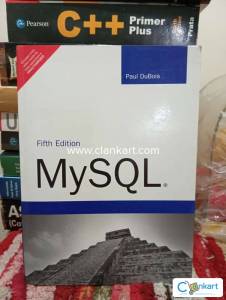 Pearson
C++
Primer
Plus
Prata
Paul DuBois
www.clankart.com
Fifth Edition
MySQL®
Clankart